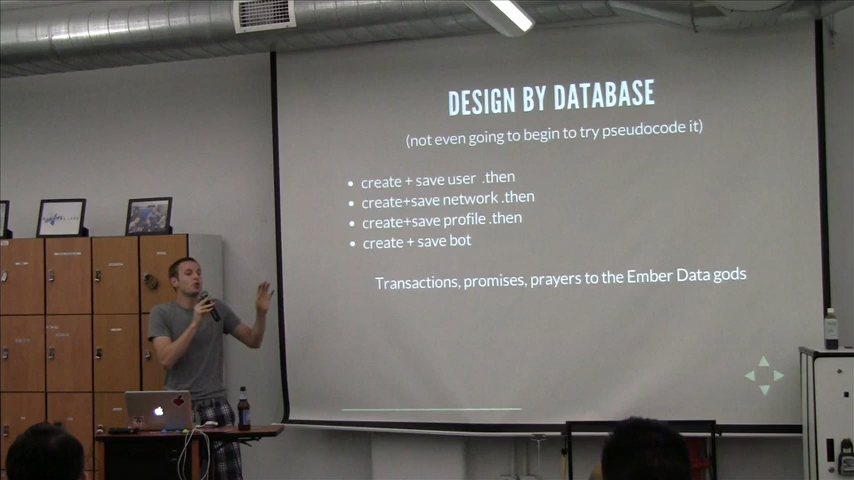 DESIGN BY DATABASE
(not even going to begin to try pseudocode it)
• create + save user .then
• create+save network .then
• create+save profile .then
• create + save bot
Transactions, promises, prayers to the Ember Data gods